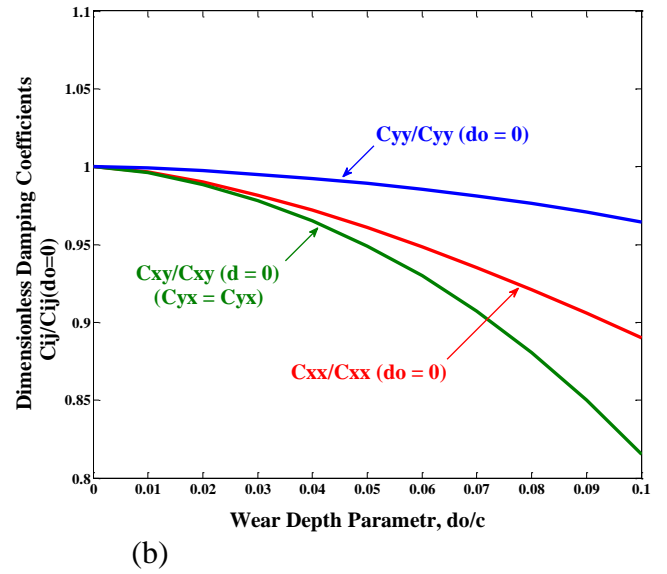 1.1
1.05
1
0.95
0.9
0.85
0.8
Dimensionless Damping Coefficients
Cij/Cij(do=0)
Cyy/Cyy (do = 0)
Cxy/Cxy (d = 0)
(Cyx = Cyx)
Cxx/Cxx (do = 0)
0 0.01 0.02 0.03 0.04 0.05 0.06 0.07 0.08 0.09 0.1
Wear Depth Parametr, do/c
(b)